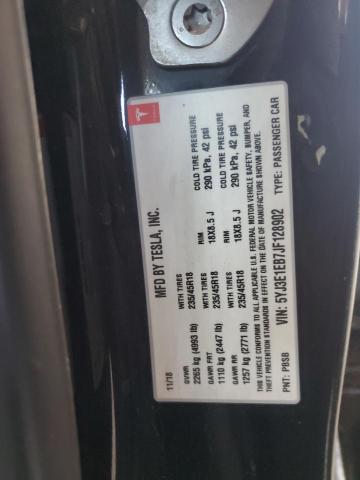 MFD BY TESLA, INC.
11/18
GVWR WITH TIRES RIM COLD TIRE PRESSURE
2265 kg (4993 lb) 235/45R18 18X8.5 J 290 kPa, 42 psi
GAWR FRT WITH TIRES RIM COLD TIRE PRESSURE
1110 kg (2447 lb) 235/45R18 18X8.5 J 290 kPa, 42 psi
GAWR RR
1257 kg (2771 lb) 235/45R18 18X8.5 J
THIS VEHICLE CONFORMS TO ALL APPLICABLE U.S. FEDERAL MOTOR VEHICLE SAFETY, BUMPER, AND
THEFT PREVENTION STANDARDS IN EFFECT ON THE DATE OF MANUFACTURE SHOWN ABOVE.
VIN: 5YJ3E1EB7JF128902 TYPE: PASSENGER CAR
PNT: PBSB